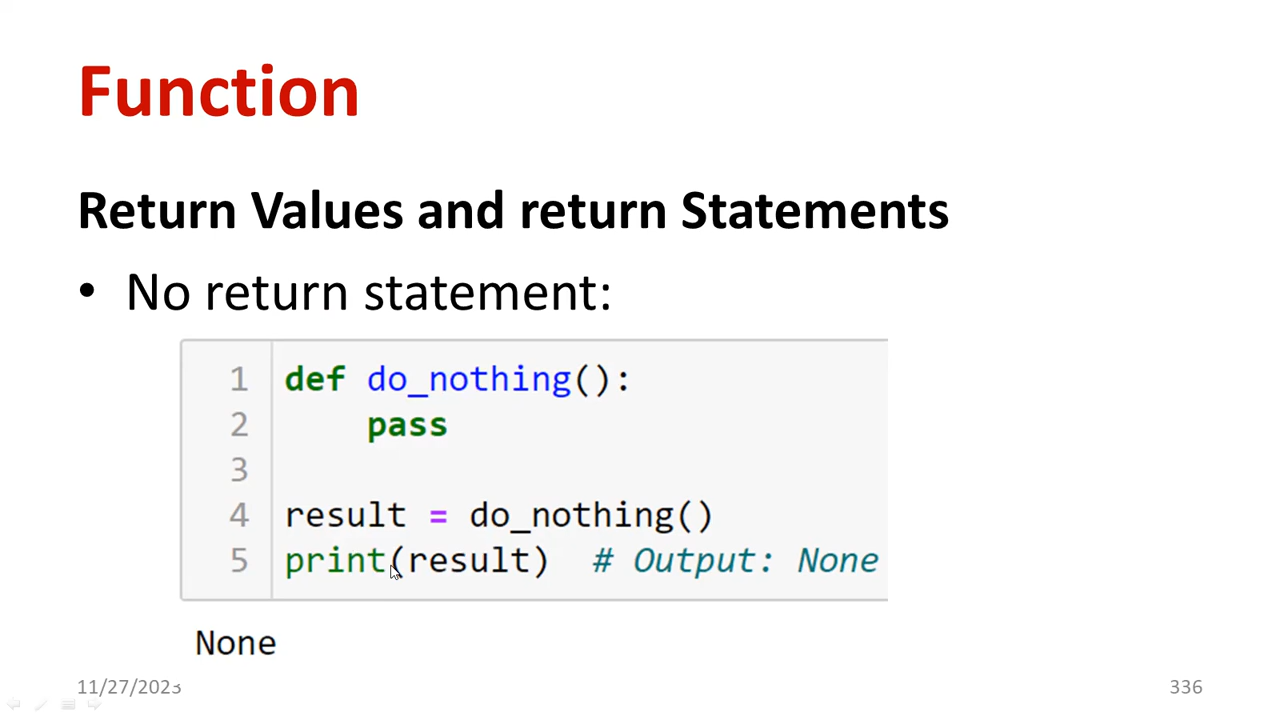 Function
Return Values and return Statements
• No return statement:
1 def do_nothing():
2     pass
3
4 result = do_nothing()
5 print(result)  # Output: None
None
11/27/2023
336